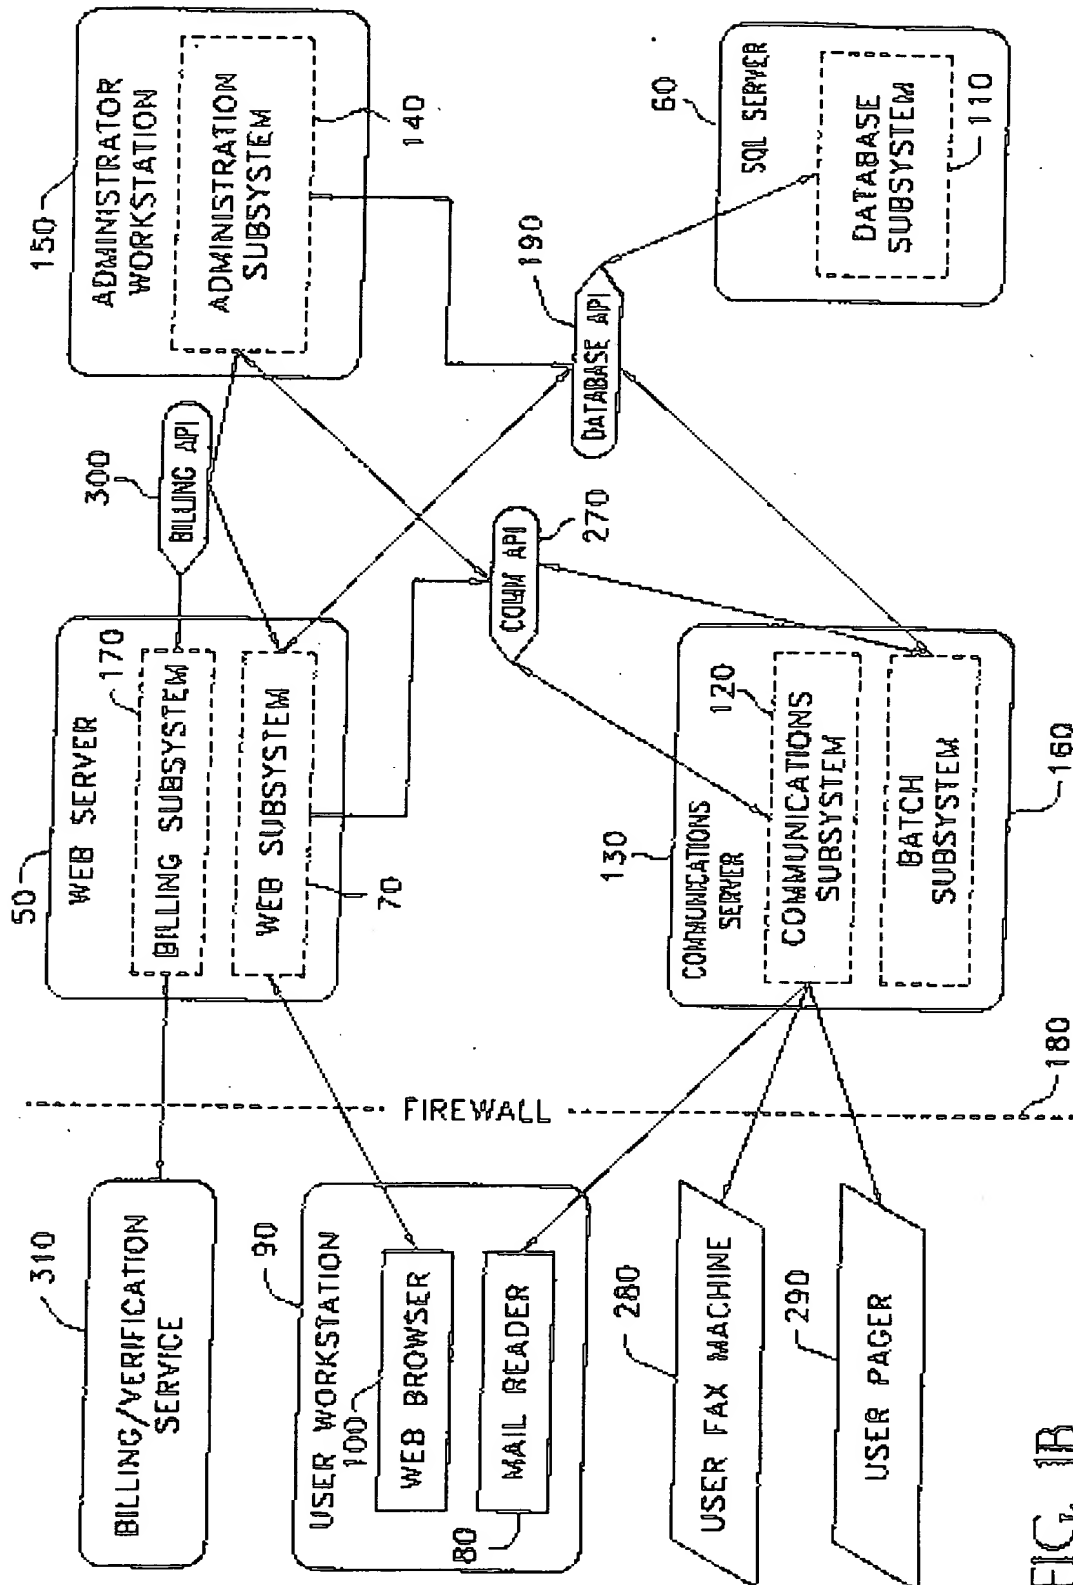 310
BILLING/VERIFICATION
SERVICE
90
USER WORKSTATION
100
WEB BROWSER
MAIL READER
80
280
USER FAX MACHINE
290
USER PAGER
FIREWALL
180
50
WEB SERVER
170
BILLING SUBSYSTEM
WEB SUBSYSTEM
70
130
COMMUNICATIONS
SERVER
120
COMMUNICATIONS
SUBSYSTEM
BATCH
SUBSYSTEM
160
300
BILLING API
COMM API
270
190
DATABASE API
150
ADMINISTRATOR
WORKSTATION
ADMINISTRATION
SUBSYSTEM
140
60
SQL SERVER
DATABASE
SUBSYSTEM
110
FIG. 1B